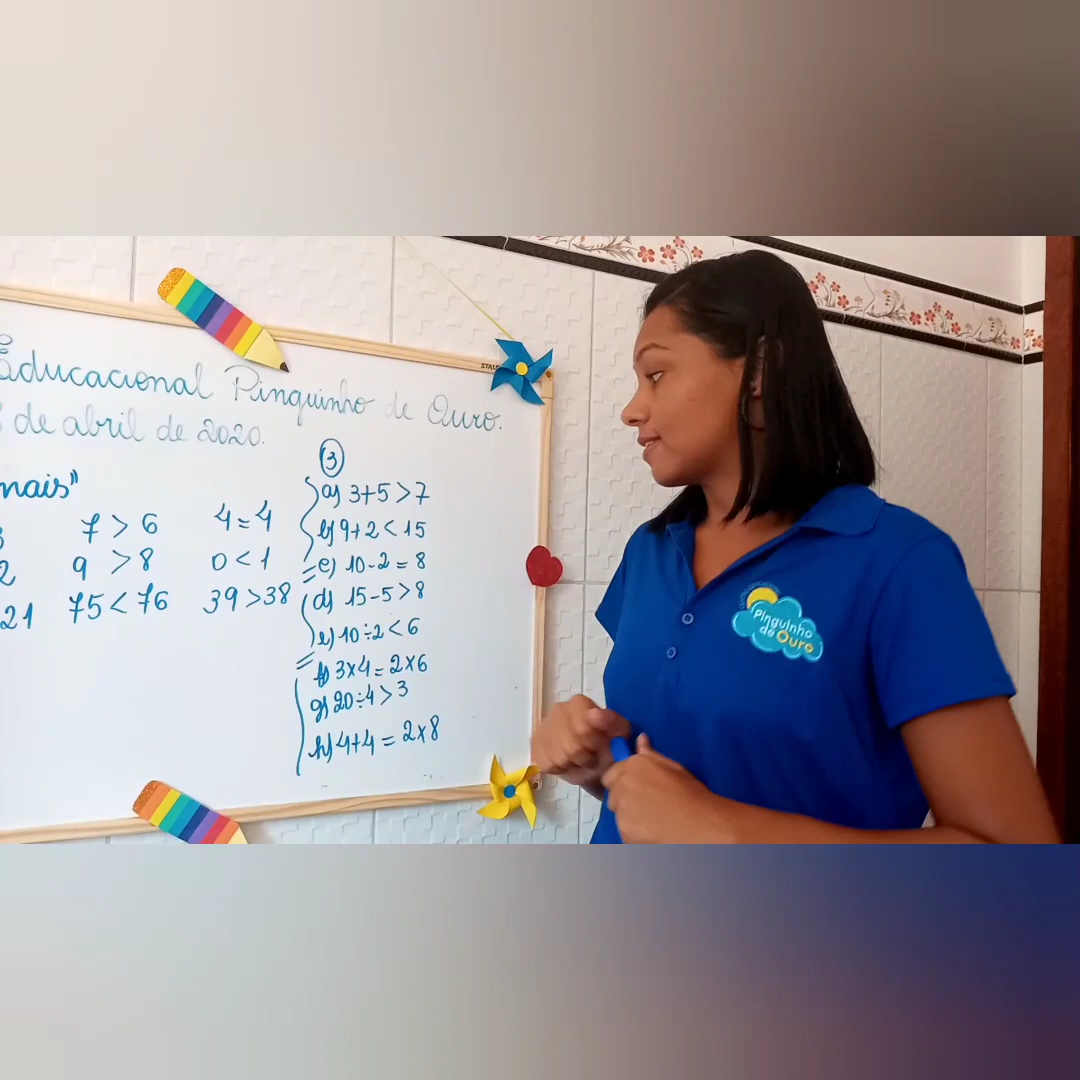 Educacional Pinguinho de Ouro.
de abril de 2020.
mais"
7 > 6 4 = 4
2 9 > 8 0 < 1
21 75 < 76 39 > 38
3
a) 3+5 > 7
b) 9+2 < 15
c) 10-2 = 8
d) 15-5 > 8
e) 10÷2 < 6
f) 3x4 = 2x6
g) 20÷4 > 3
h) 4+4 = 2x8
STALO
Pinguinho
de Ouro